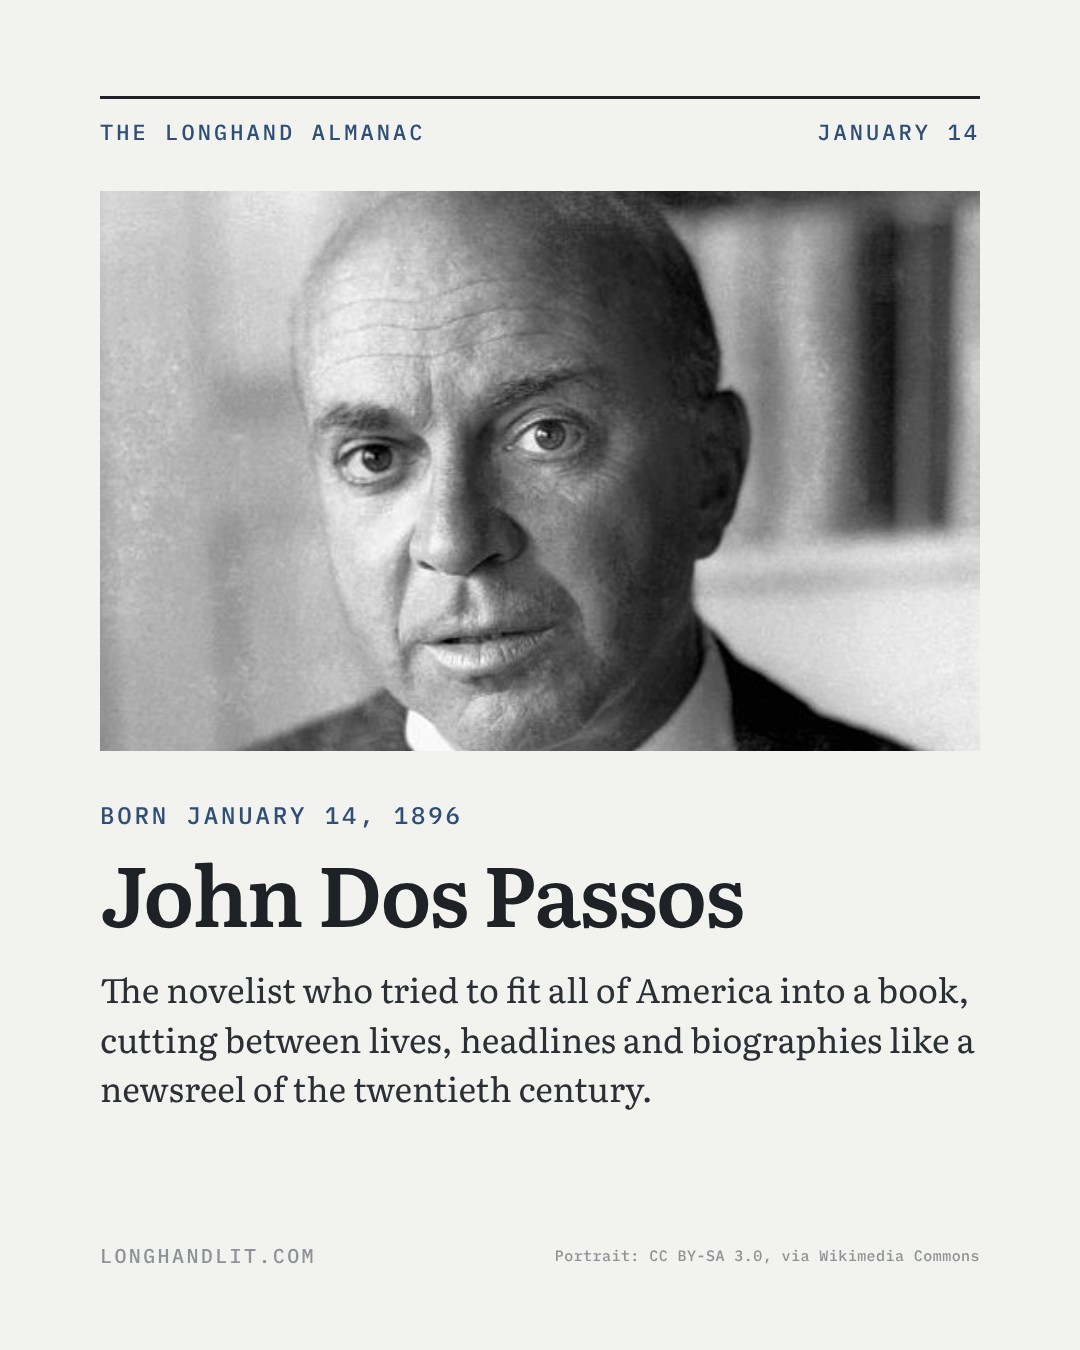 THE LONGHAND ALMANAC
JANUARY 14
BORN JANUARY 14, 1896
John Dos Passos
The novelist who tried to fit all of America into a book,
cutting between lives, headlines and biographies like a
newsreel of the twentieth century.
LONGHANDLIT.COM
Portrait: CC BY-SA 3.0, via Wikimedia Commons